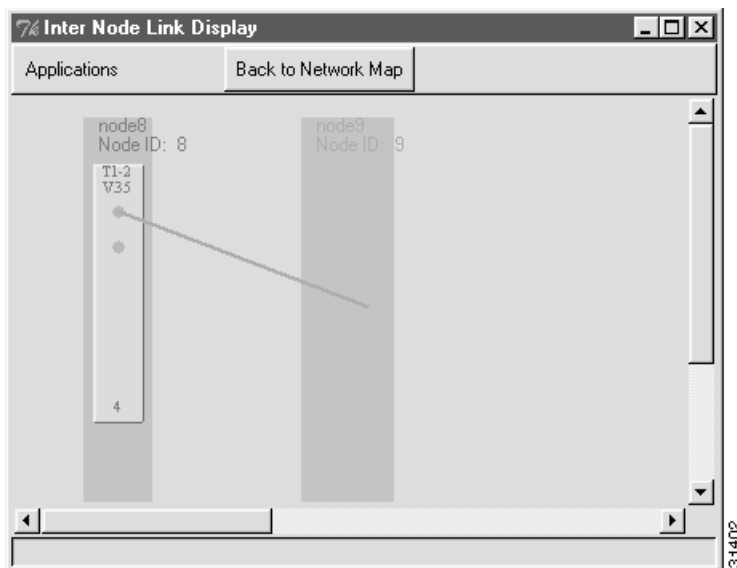 Inter Node Link Display
Applications
Back to Network Map
node8
Node ID: 8
node9
Node ID: 9
T1-2
V35
4
31402